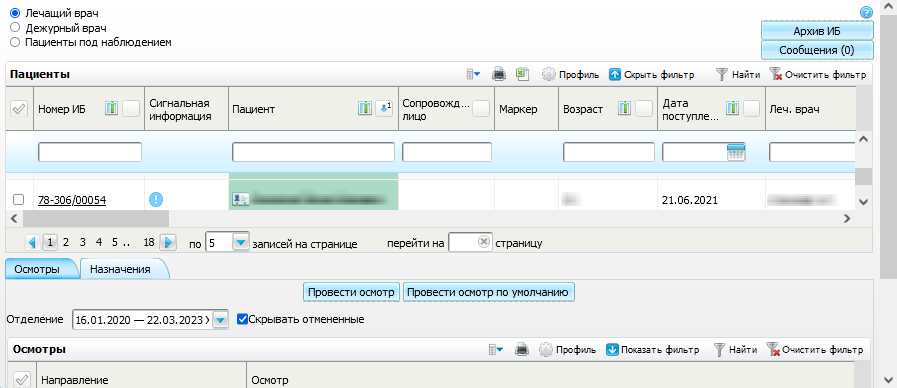 Лечащий врач
Дежурный врач
Пациенты под наблюдением
Архив ИБ
Сообщения (0)
Пациенты Профиль Скрыть фильтр Найти Очистить фильтр
Номер ИБ Сигнальная информация Пациент 1 Сопровожд... лицо Маркер Возраст Дата поступле... Леч. врач
78-306/00054 21.06.2021
1 2 3 4 5 .. 18 по 5 записей на странице перейти на страницу
Осмотры Назначения
Провести осмотр Провести осмотр по умолчанию
Отделение 16.01.2020 — 22.03.2023 Скрывать отмененные
Осмотры Профиль Показать фильтр Найти Очистить фильтр
Направление Осмотр